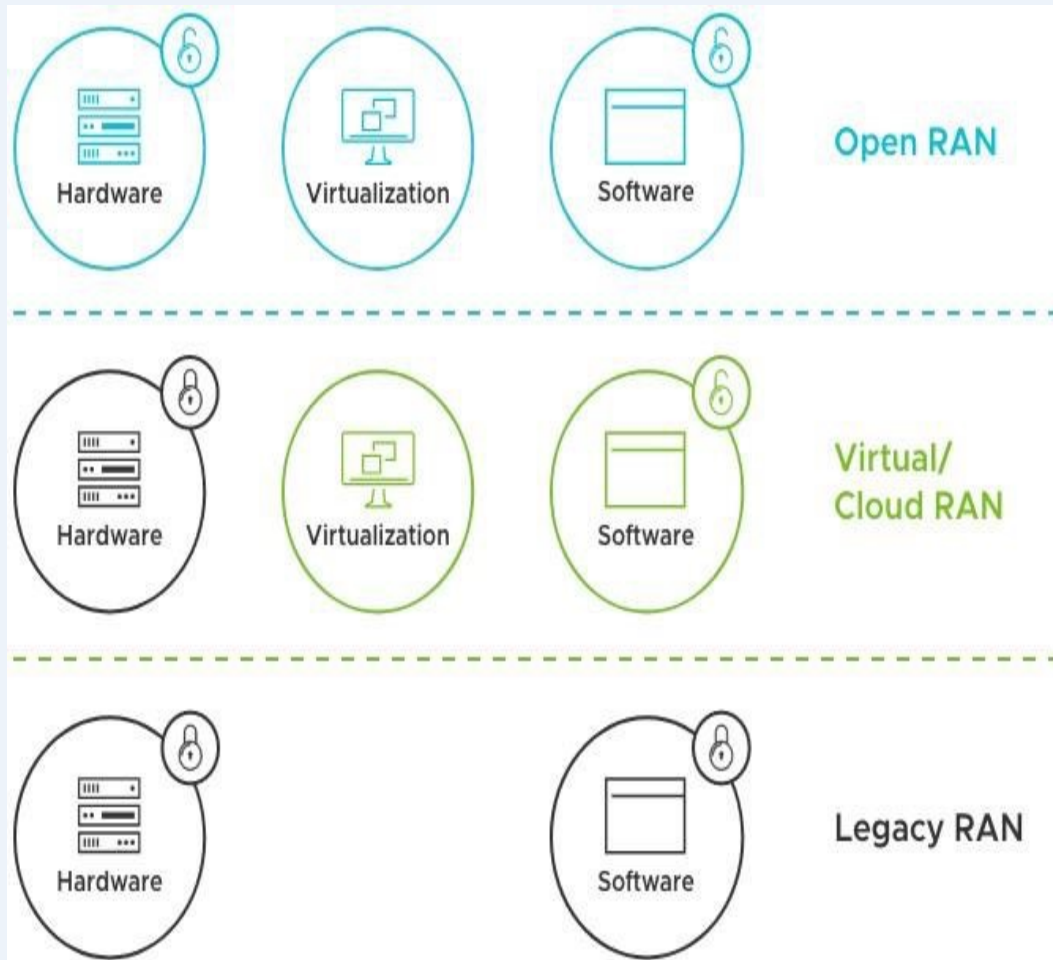 Hardware
Virtualization
Software
Open RAN
Hardware
Virtualization
Software
Virtual/
Cloud RAN
Hardware
Software
Legacy RAN